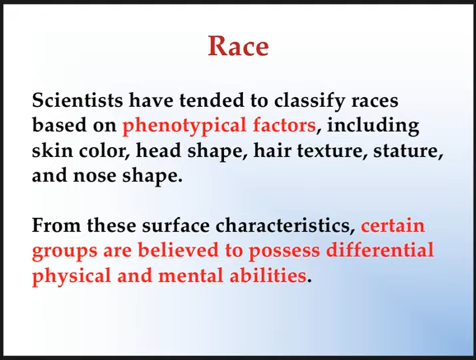 Race
Scientists have tended to classify races
based on phenotypical factors, including
skin color, head shape, hair texture, stature,
and nose shape.
From these surface characteristics, certain
groups are believed to possess differential
physical and mental abilities.